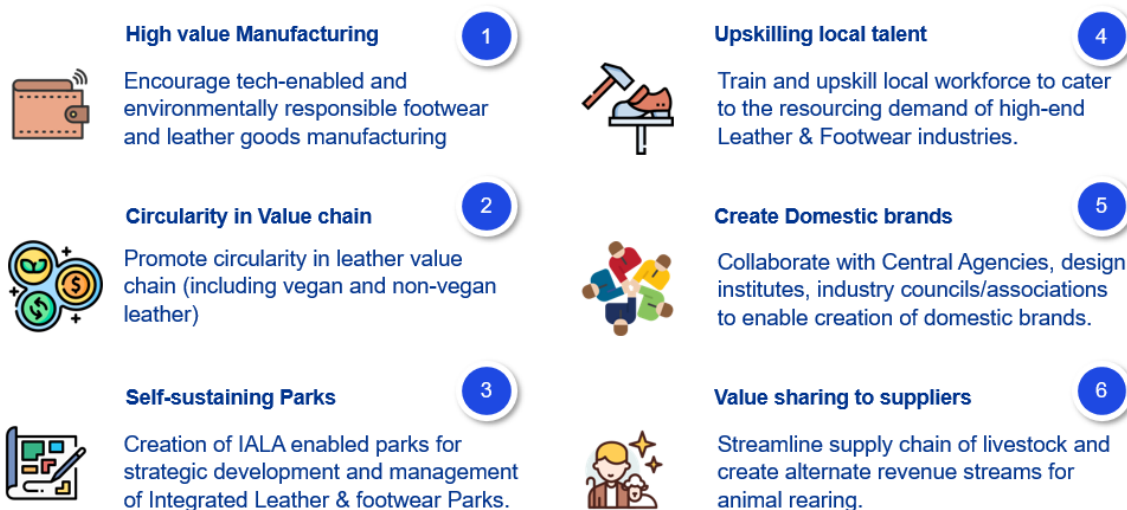 High value Manufacturing
1
Encourage tech-enabled and
environmentally responsible footwear
and leather goods manufacturing
Circularity in Value chain
2
Promote circularity in leather value
chain (including vegan and non-vegan
leather)
Self-sustaining Parks
3
Creation of IALA enabled parks for
strategic development and management
of Integrated Leather & footwear Parks.
Upskilling local talent
4
Train and upskill local workforce to cater
to the resourcing demand of high-end
Leather & Footwear industries.
Create Domestic brands
5
Collaborate with Central Agencies, design
institutes, industry councils/associations
to enable creation of domestic brands.
Value sharing to suppliers
6
Streamline supply chain of livestock and
create alternate revenue streams for
animal rearing.